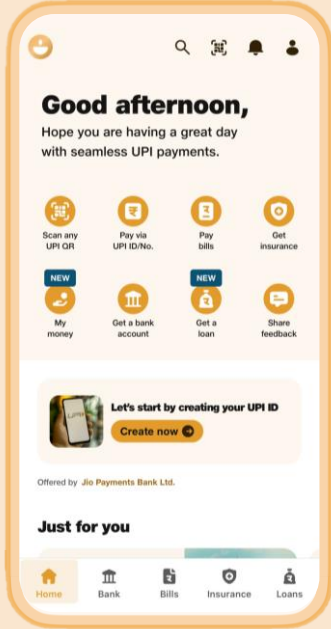 Good afternoon,
Hope you are having a great day
with seamless UPI payments.
Scan any
UPI QR
Pay via
UPI ID/No.
Pay
bills
Get
insurance
NEW
My
money
Get a bank
account
NEW
Get a
loan
Share
feedback
Let's start by creating your UPI ID
Create now
Offered by Jio Payments Bank Ltd.
Just for you
Home
Bank
Bills
Insurance
Loans